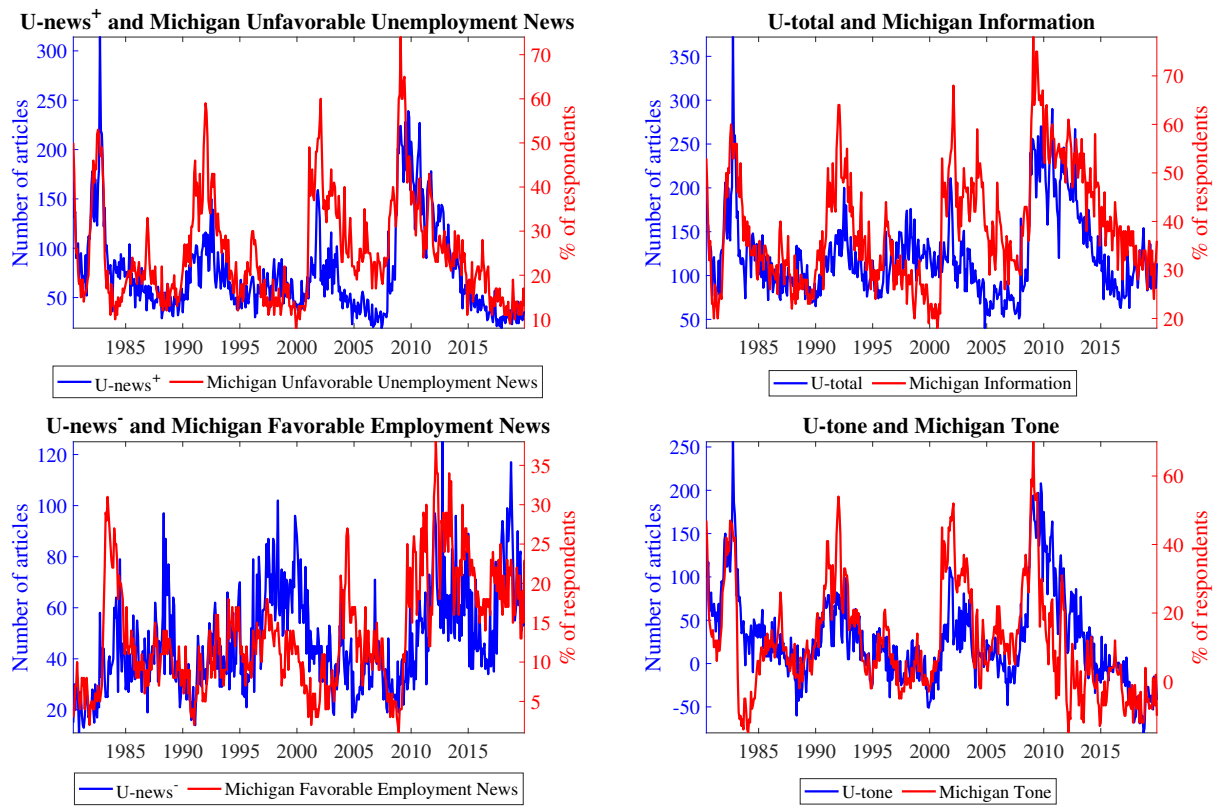 U-news+ and Michigan Unfavorable Unemployment News
300
250
200
150
100
50
Number of articles
70
60
50
40
30
20
10
% of respondents
1985 1990 1995 2000 2005 2010 2015
U-news+ Michigan Unfavorable Unemployment News
U-total and Michigan Information
350
300
250
200
150
100
50
Number of articles
70
60
50
40
30
20
% of respondents
1985 1990 1995 2000 2005 2010 2015
U-total Michigan Information
U-news- and Michigan Favorable Employment News
120
100
80
60
40
20
Number of articles
35
30
25
20
15
10
5
% of respondents
1985 1990 1995 2000 2005 2010 2015
U-news- Michigan Favorable Employment News
U-tone and Michigan Tone
250
200
150
100
50
0
-50
Number of articles
60
40
20
0
% of respondents
1985 1990 1995 2000 2005 2010 2015
U-tone Michigan Tone